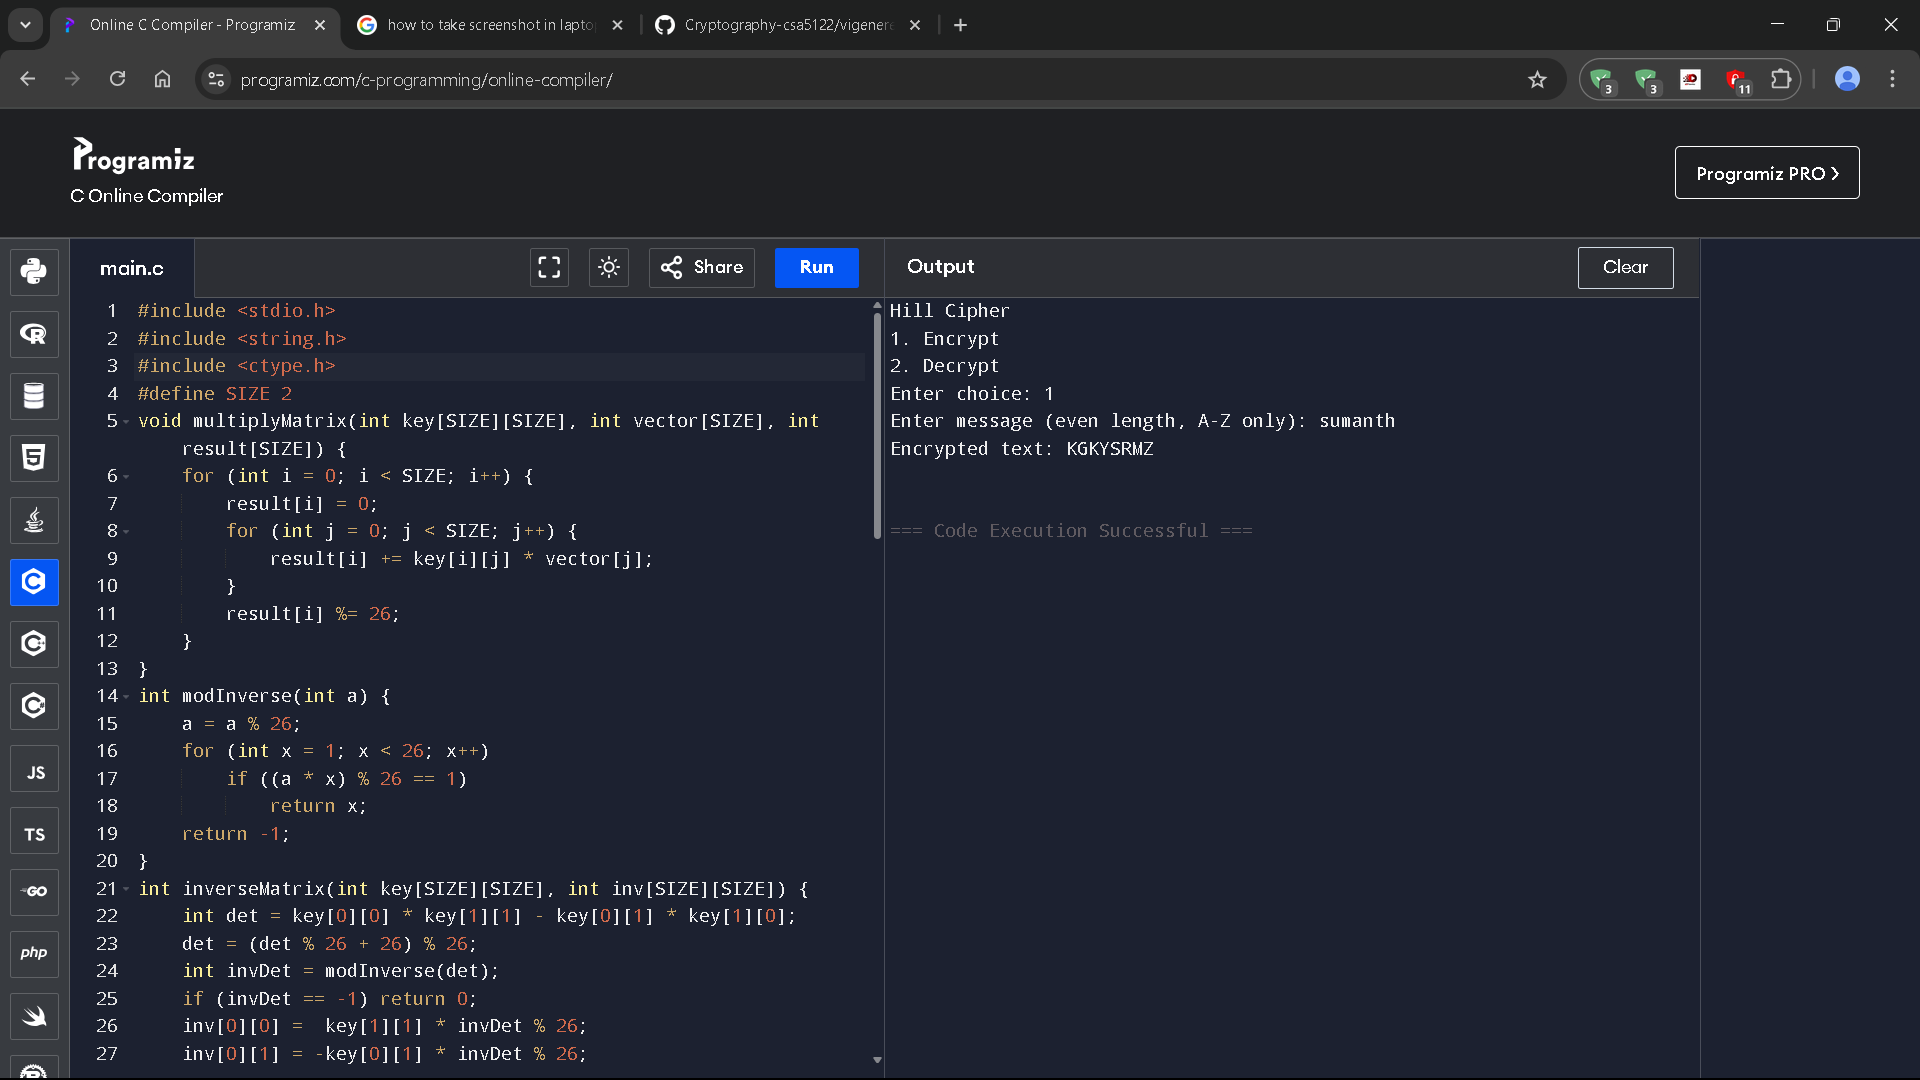 Online C Compiler - Programiz
how to take screenshot in lapto
Cryptography-csa5122/vigenere
programiz.com/c-programming/online-compiler/
3
3
11
Programiz
C Online Compiler
Programiz PRO
main.c
Share
Run
Output
Clear
1 #include <stdio.h>
2 #include <string.h>
3 #include <ctype.h>
4 #define SIZE 2
5 void multiplyMatrix(int key[SIZE][SIZE], int vector[SIZE], int
result[SIZE]) {
6 for (int i = 0; i < SIZE; i++) {
7 result[i] = 0;
8 for (int j = 0; j < SIZE; j++) {
9 result[i] += key[i][j] * vector[j];
10 }
11 result[i] %= 26;
12 }
13 }
14 int modInverse(int a) {
15 a = a % 26;
16 for (int x = 1; x < 26; x++)
17 if ((a * x) % 26 == 1)
18 return x;
19 return -1;
20 }
21 int inverseMatrix(int key[SIZE][SIZE], int inv[SIZE][SIZE]) {
22 int det = key[0][0] * key[1][1] - key[0][1] * key[1][0];
23 det = (det % 26 + 26) % 26;
24 int invDet = modInverse(det);
25 if (invDet == -1) return 0;
26 inv[0][0] =  key[1][1] * invDet % 26;
27 inv[0][1] = -key[0][1] * invDet % 26;
Hill Cipher
1. Encrypt
2. Decrypt
Enter choice: 1
Enter message (even length, A-Z only): sumanth
Encrypted text: KGKYSRMZ
=== Code Execution Successful ===
R
5
C
C
C
JS
TS
GO
php
R